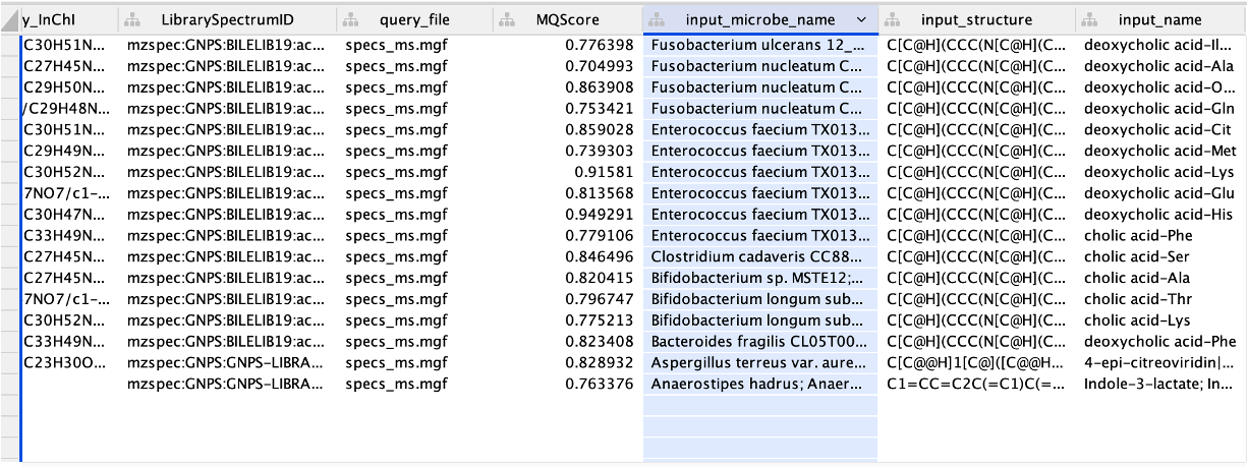 y_InChI LibrarySpectrumID query_file MQScore input_microbe_name input_structure input_name
C30H51N... mzspec:GNPS:BILELIB19:ac... specs_ms.mgf 0.776398 Fusobacterium ulcerans 12_... C[C@H](CCC(N[C@H](C... deoxycholic acid-Il...
C27H45N... mzspec:GNPS:BILELIB19:ac... specs_ms.mgf 0.704993 Fusobacterium nucleatum C... C[C@H](CCC(N[C@H](C... deoxycholic acid-Ala
C29H50N... mzspec:GNPS:BILELIB19:ac... specs_ms.mgf 0.863908 Fusobacterium nucleatum C... C[C@H](CCC(N[C@H](C... deoxycholic acid-O...
/C29H48N... mzspec:GNPS:BILELIB19:ac... specs_ms.mgf 0.753421 Fusobacterium nucleatum C... C[C@H](CCC(N[C@H](C... deoxycholic acid-Gln
C30H51N... mzspec:GNPS:BILELIB19:ac... specs_ms.mgf 0.859028 Enterococcus faecium TX013... C[C@H](CCC(N[C@H](C... deoxycholic acid-Cit
C29H49N... mzspec:GNPS:BILELIB19:ac... specs_ms.mgf 0.739303 Enterococcus faecium TX013... C[C@H](CCC(N[C@H](C... deoxycholic acid-Met
C30H52N... mzspec:GNPS:BILELIB19:ac... specs_ms.mgf 0.91581 Enterococcus faecium TX013... C[C@H](CCC(N[C@H](C... deoxycholic acid-Lys
7NO7/c1-... mzspec:GNPS:BILELIB19:ac... specs_ms.mgf 0.813568 Enterococcus faecium TX013... C[C@H](CCC(N[C@H](C... deoxycholic acid-Glu
C30H47N... mzspec:GNPS:BILELIB19:ac... specs_ms.mgf 0.949291 Enterococcus faecium TX013... C[C@H](CCC(N[C@H](C... deoxycholic acid-His
C33H49N... mzspec:GNPS:BILELIB19:ac... specs_ms.mgf 0.779106 Enterococcus faecium TX013... C[C@H](CCC(N[C@H](C... cholic acid-Phe
C27H45N... mzspec:GNPS:BILELIB19:ac... specs_ms.mgf 0.846496 Clostridium cadaveris CC88... C[C@H](CCC(N[C@H](C... cholic acid-Ser
C27H45N... mzspec:GNPS:BILELIB19:ac... specs_ms.mgf 0.820415 Bifidobacterium sp. MSTE12;... C[C@H](CCC(N[C@H](C... cholic acid-Ala
7NO7/c1-... mzspec:GNPS:BILELIB19:ac... specs_ms.mgf 0.796747 Bifidobacterium longum sub... C[C@H](CCC(N[C@H](C... cholic acid-Thr
C30H52N... mzspec:GNPS:BILELIB19:ac... specs_ms.mgf 0.775213 Bifidobacterium longum sub... C[C@H](CCC(N[C@H](C... cholic acid-Lys
C33H49N... mzspec:GNPS:BILELIB19:ac... specs_ms.mgf 0.823408 Bacteroides fragilis CL05T00... C[C@H](CCC(N[C@H](C... deoxycholic acid-Phe
C23H30O... mzspec:GNPS:GNPS-LIBRA... specs_ms.mgf 0.828932 Aspergillus terreus var. aure... C[C@@H]1[C@]([C@@H... 4-epi-citreoviridin|...
mzspec:GNPS:GNPS-LIBRA... specs_ms.mgf 0.763376 Anaerostipes hadrus; Anaer... C1=CC=C2C(=C1)C(=... Indole-3-lactate; In...